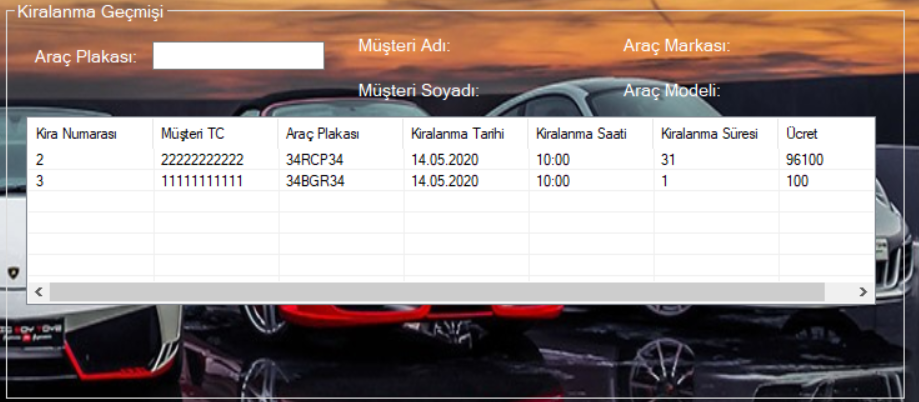 Kiralanma Geçmişi
Araç Plakası:
Müşteri Adı:
Araç Markası:
Müşteri Soyadı:
Araç Modeli:
Kira Numarası Müşteri TC Araç Plakası Kiralanma Tarihi Kiralanma Saati Kiralanma Süresi Ücret
2 22222222222 34RCP34 14.05.2020 10:00 31 96100
3 11111111111 34BGR34 14.05.2020 10:00 1 100